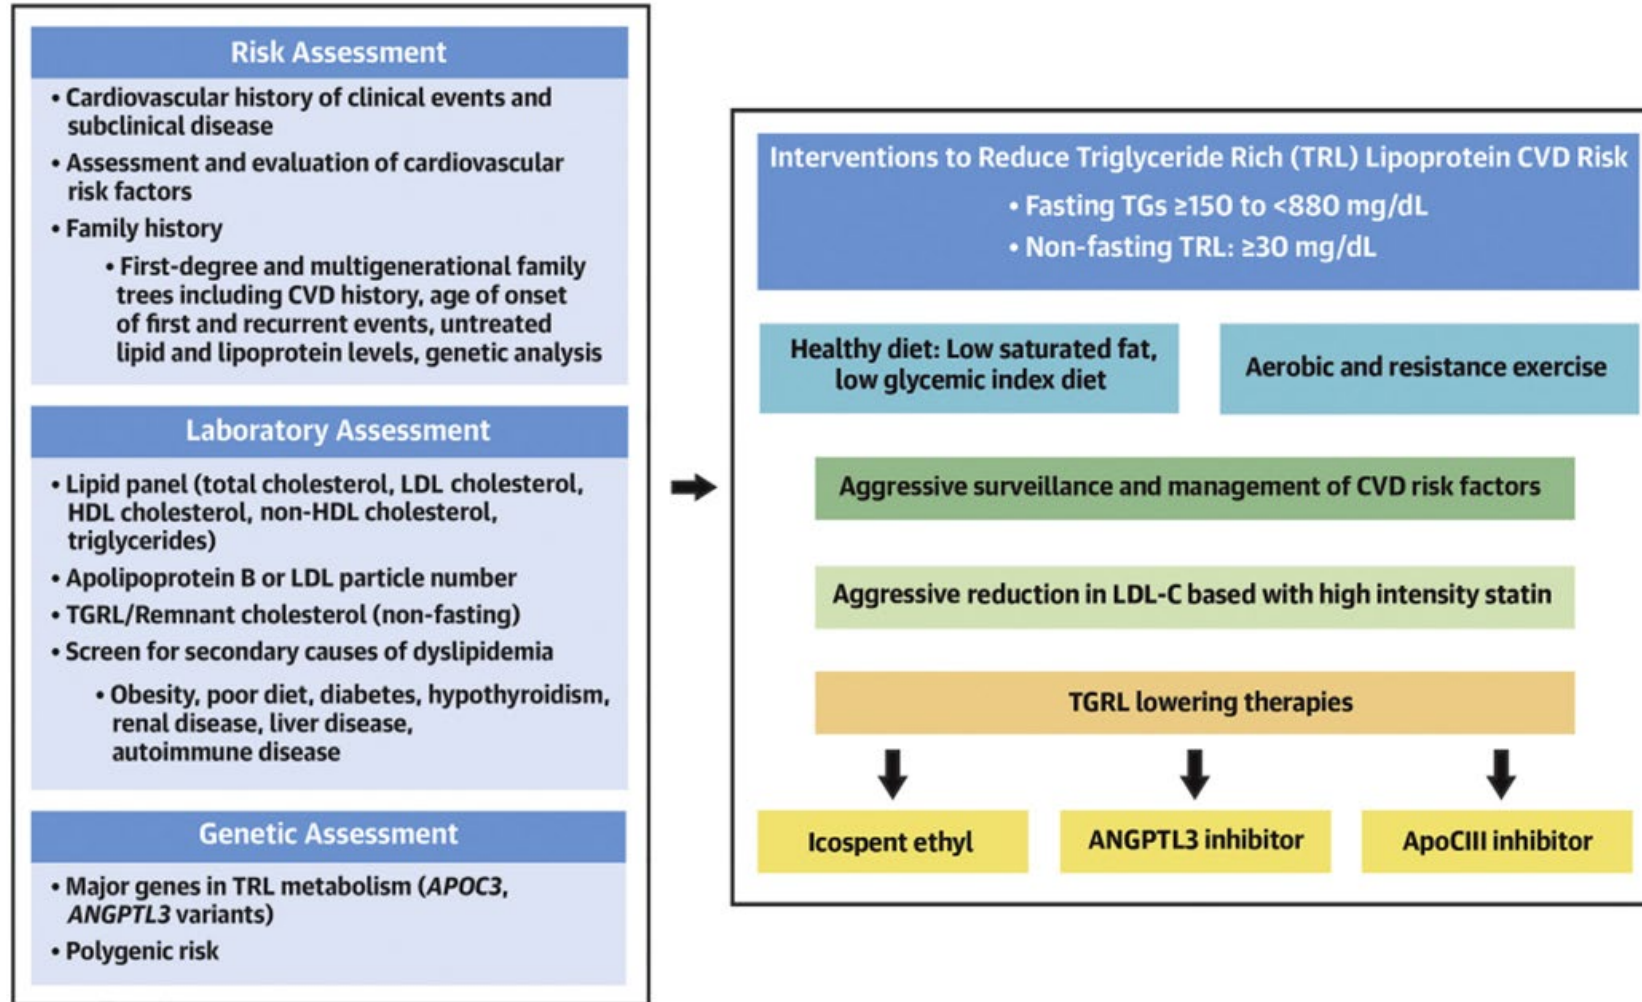 Risk Assessment
• Cardiovascular history of clinical events and
subclinical disease
• Assessment and evaluation of cardiovascular
risk factors
• Family history
• First-degree and multigenerational family
trees including CVD history, age of onset
of first and recurrent events, untreated
lipid and lipoprotein levels, genetic analysis
Laboratory Assessment
• Lipid panel (total cholesterol, LDL cholesterol,
HDL cholesterol, non-HDL cholesterol,
triglycerides)
• Apolipoprotein B or LDL particle number
• TGRL/Remnant cholesterol (non-fasting)
• Screen for secondary causes of dyslipidemia
• Obesity, poor diet, diabetes, hypothyroidism,
renal disease, liver disease,
autoimmune disease
Genetic Assessment
• Major genes in TRL metabolism (APOC3,
ANGPTL3 variants)
• Polygenic risk
Interventions to Reduce Triglyceride Rich (TRL) Lipoprotein CVD Risk
• Fasting TGs ≥150 to <880 mg/dL
• Non-fasting TRL: ≥30 mg/dL
Healthy diet: Low saturated fat,
low glycemic index diet
Aerobic and resistance exercise
Aggressive surveillance and management of CVD risk factors
Aggressive reduction in LDL-C based with high intensity statin
TGRL lowering therapies
Icospent ethyl
ANGPTL3 inhibitor
ApoCIII inhibitor